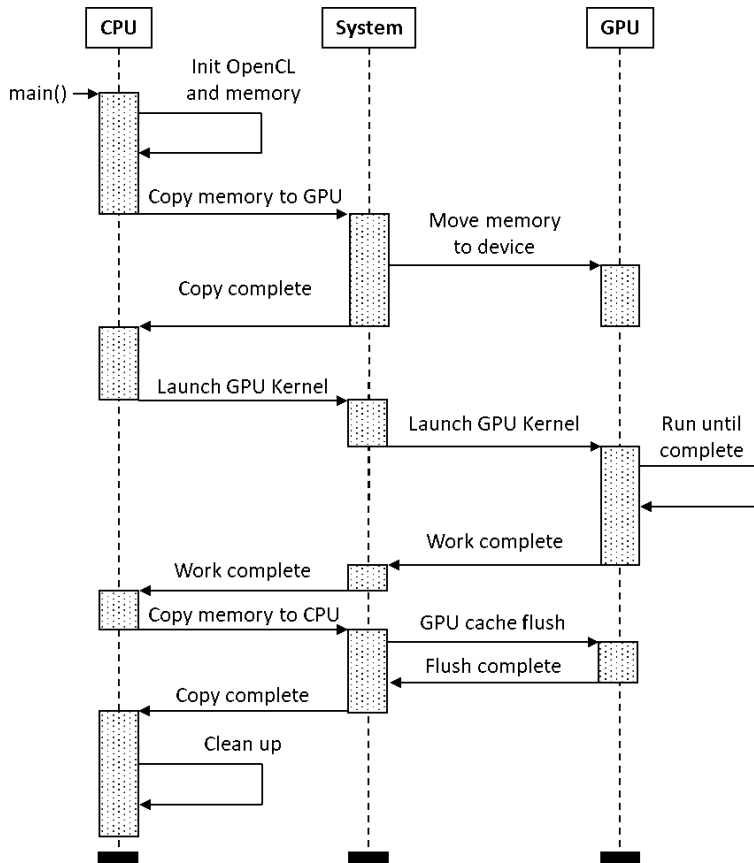 CPU
System
GPU
Init OpenCL
and memory
main()
Copy memory to GPU
Move memory
to device
Copy complete
Launch GPU Kernel
Launch GPU Kernel
Run until
complete
Work complete
Work complete
Copy memory to CPU
GPU cache flush
Flush complete
Copy complete
Clean up